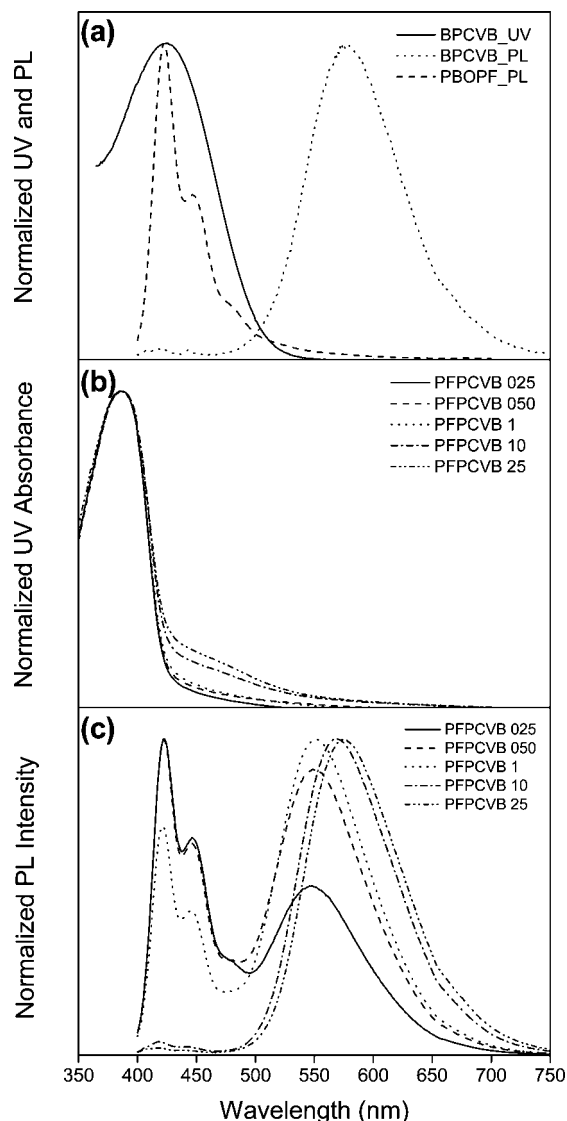 (a)
BPCVB_UV
BPCVB_PL
PBOPF_PL
Normalized UV and PL
(b)
PFPCVB 025
PFPCVB 050
PFPCVB 1
PFPCVB 10
PFPCVB 25
Normalized UV Absorbance
(c)
PFPCVB 025
PFPCVB 050
PFPCVB 1
PFPCVB 10
PFPCVB 25
Normalized PL Intensity
350 400 450 500 550 600 650 700 750
Wavelength (nm)